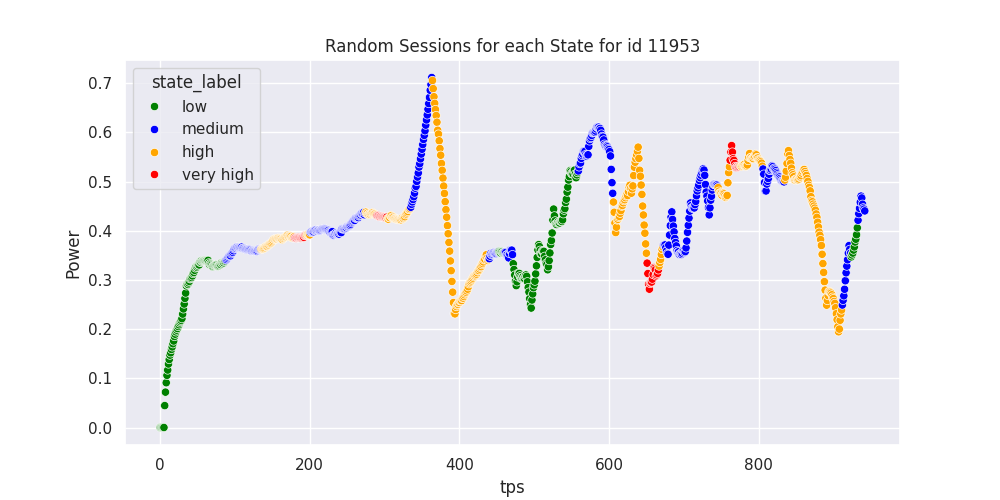 Random Sessions for each State for id 11953
state_label
low
medium
high
very high
Power
0.7
0.6
0.5
0.4
0.3
0.2
0.1
0.0
0 200 400 600 800
tps